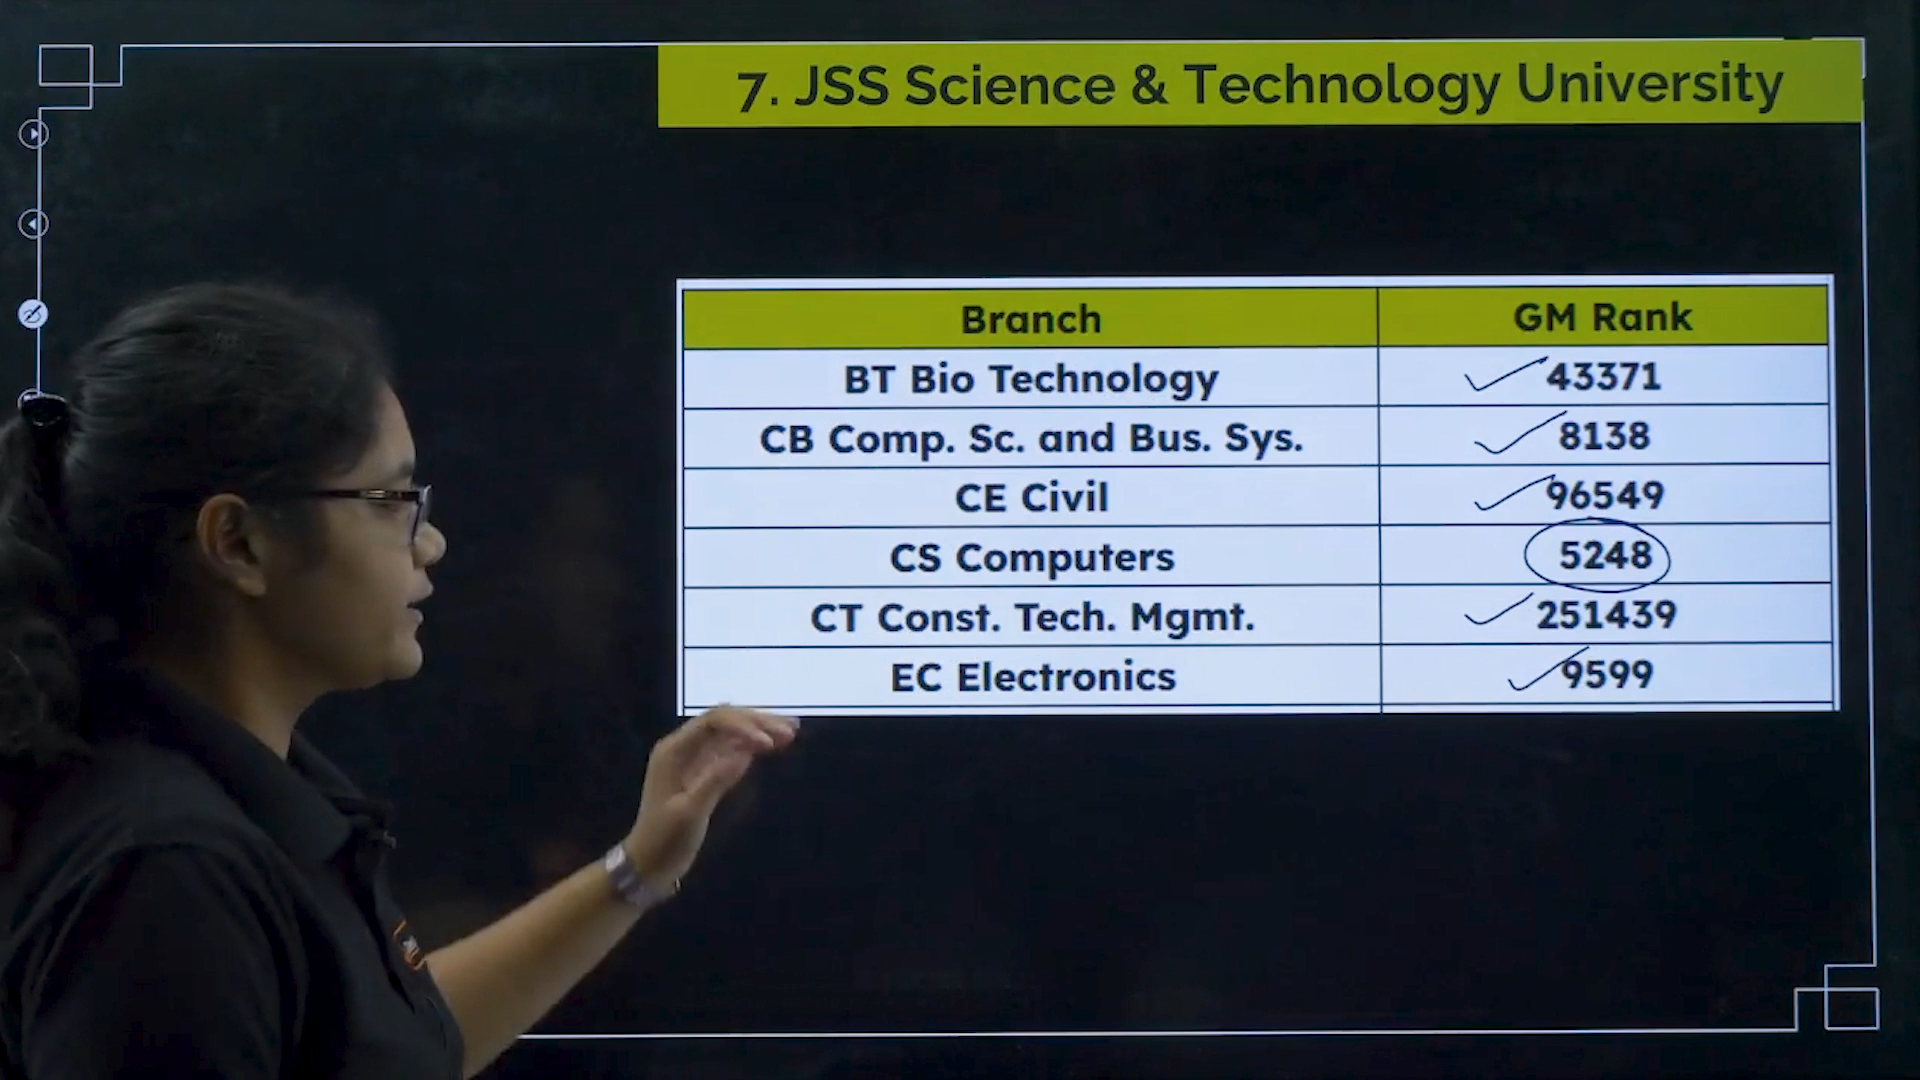 7. JSS Science & Technology University
Branch GM Rank
BT Bio Technology 43371
CB Comp. Sc. and Bus. Sys. 8138
CE Civil 96549
CS Computers 5248
CT Const. Tech. Mgmt. 251439
EC Electronics 9599